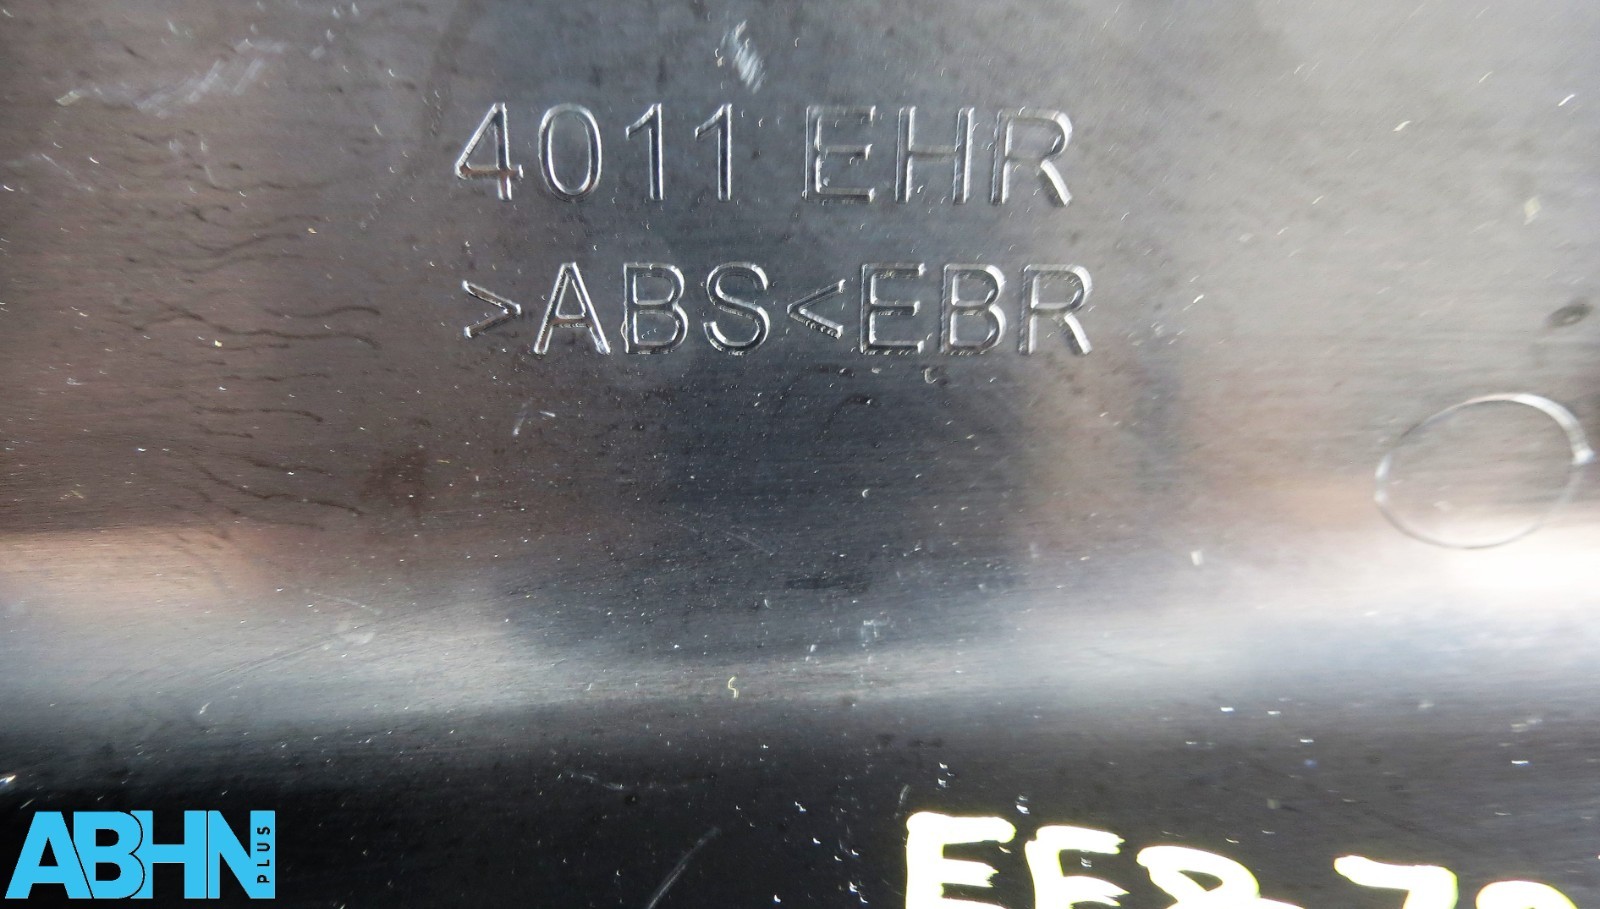 4011 EHR
>ABS<EBR
ABHN
PLUS